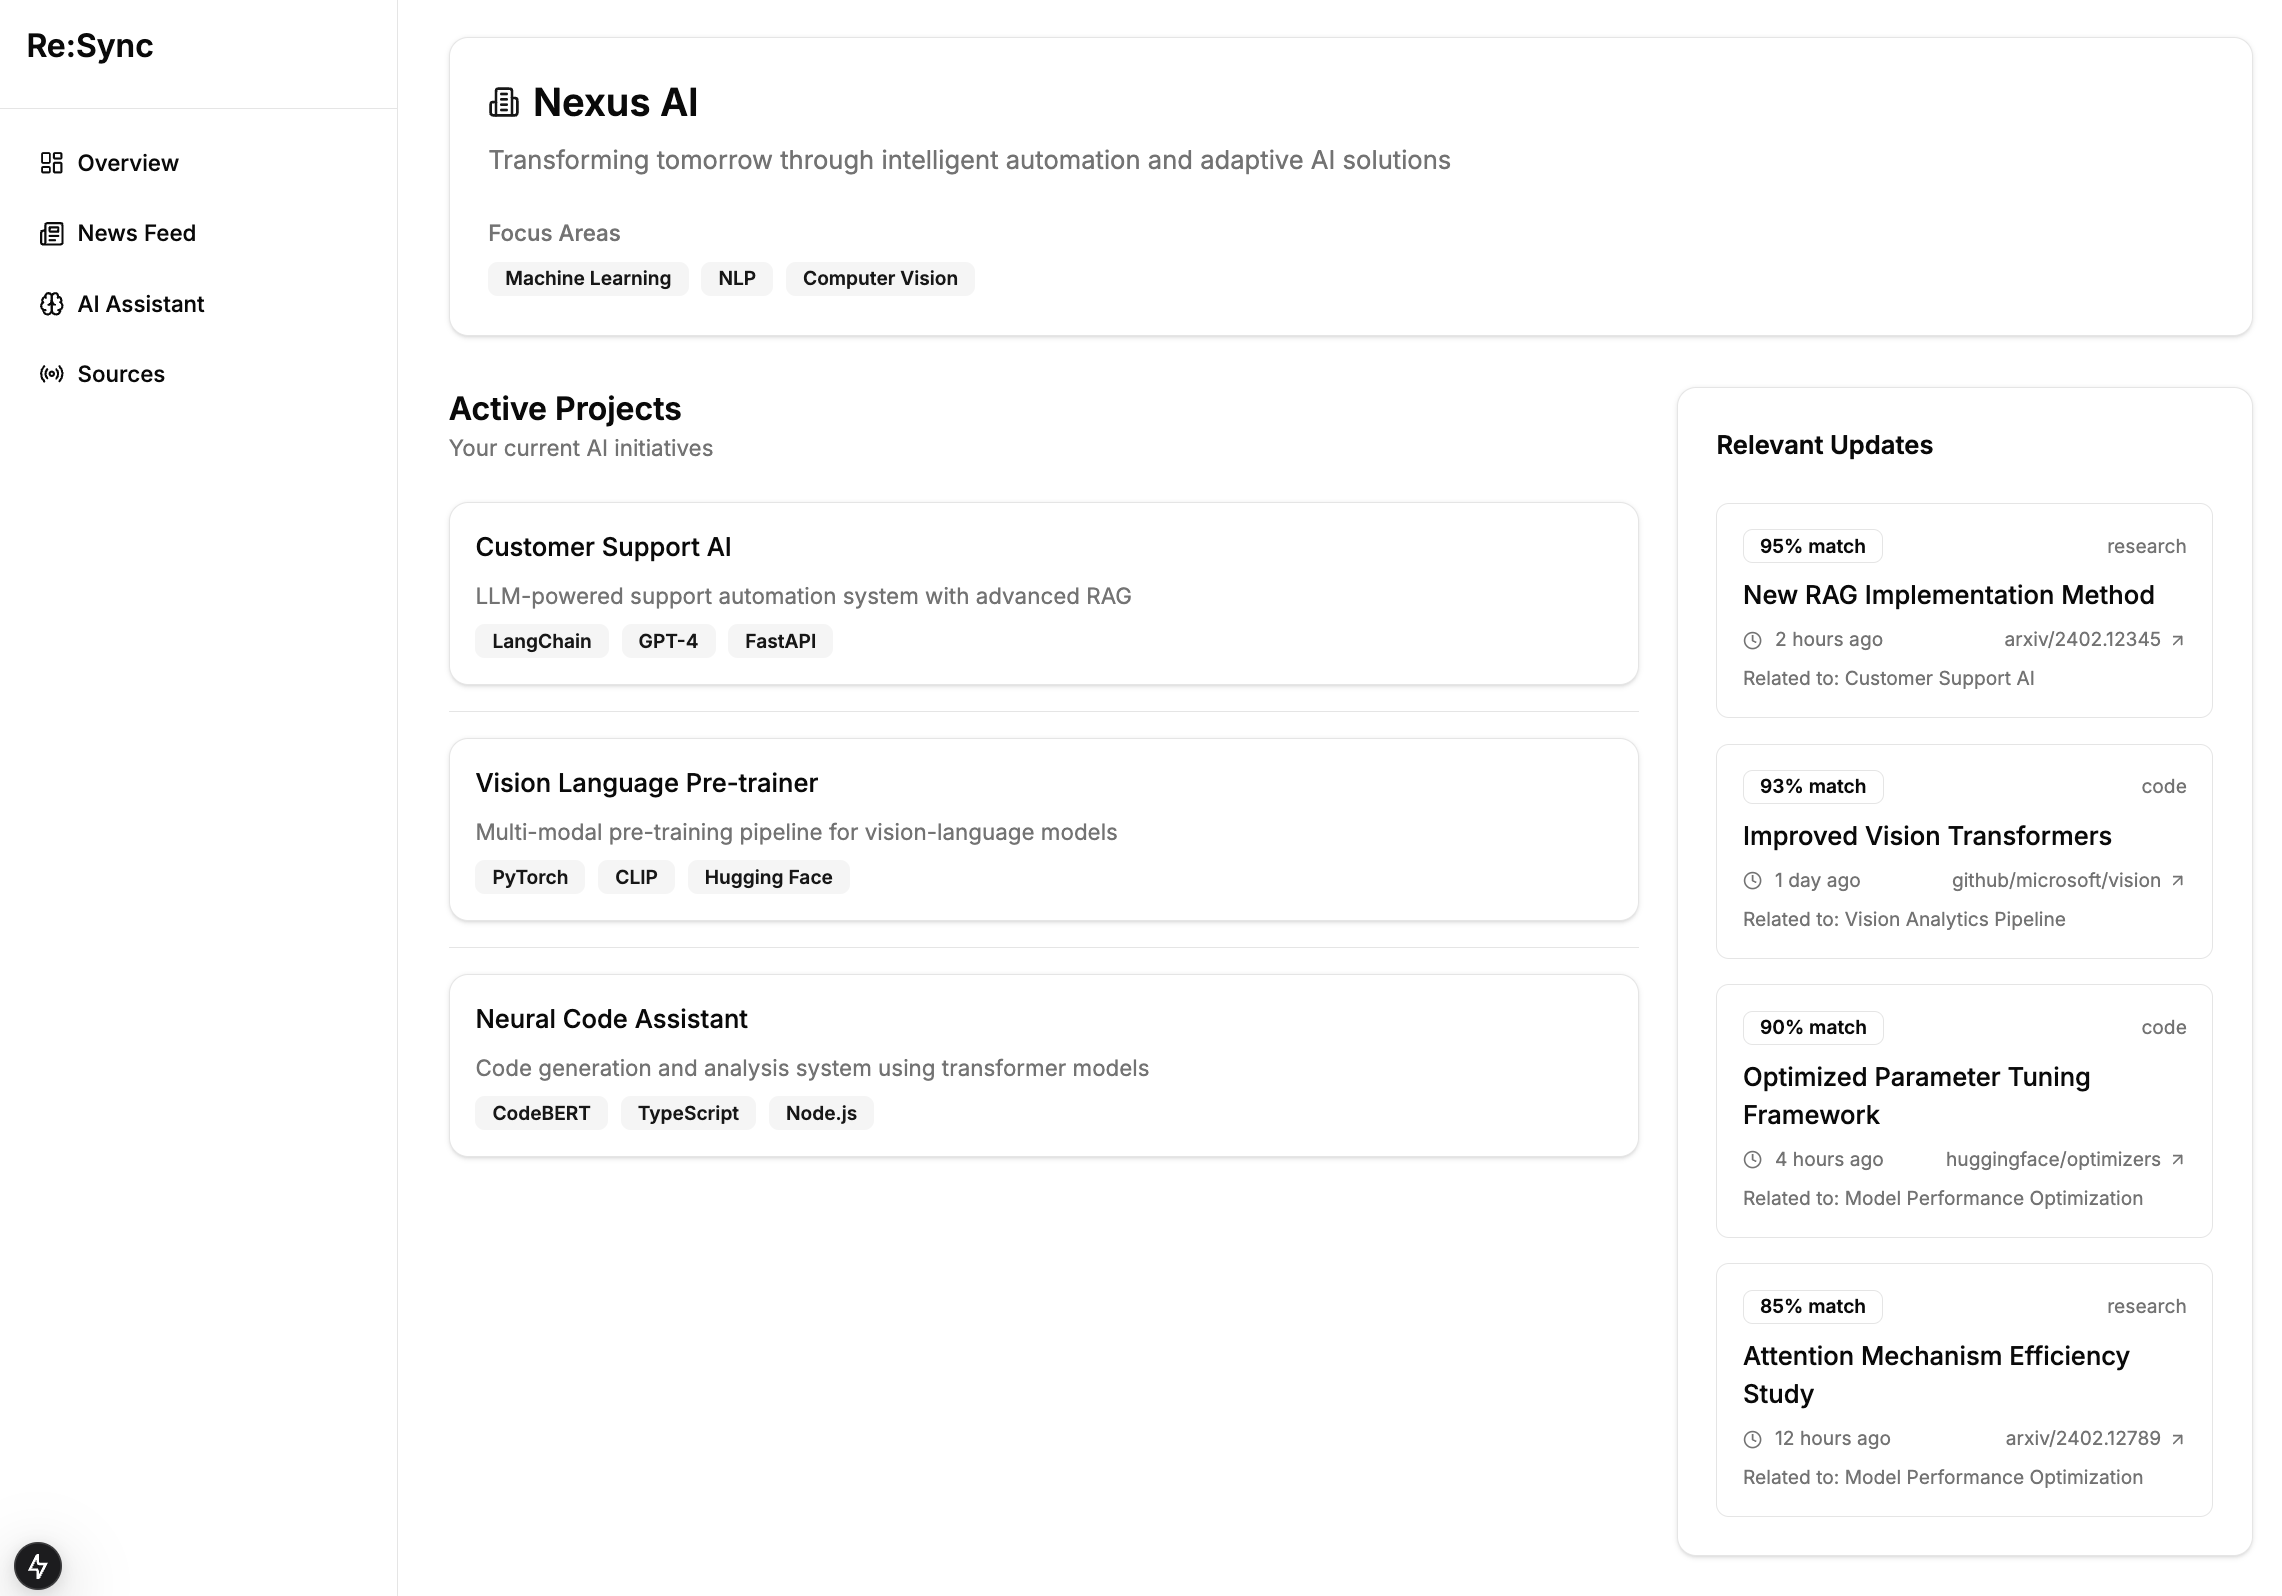 Re:Sync
Overview
News Feed
AI Assistant
Sources
Nexus AI
Transforming tomorrow through intelligent automation and adaptive AI solutions
Focus Areas
Machine Learning NLP Computer Vision
Active Projects
Your current AI initiatives
Customer Support AI
LLM-powered support automation system with advanced RAG
LangChain GPT-4 FastAPI
Vision Language Pre-trainer
Multi-modal pre-training pipeline for vision-language models
PyTorch CLIP Hugging Face
Neural Code Assistant
Code generation and analysis system using transformer models
CodeBERT TypeScript Node.js
Relevant Updates
95% match research
New RAG Implementation Method
2 hours ago arxiv/2402.12345
Related to: Customer Support AI
93% match code
Improved Vision Transformers
1 day ago github/microsoft/vision
Related to: Vision Analytics Pipeline
90% match code
Optimized Parameter Tuning
Framework
4 hours ago huggingface/optimizers
Related to: Model Performance Optimization
85% match research
Attention Mechanism Efficiency
Study
12 hours ago arxiv/2402.12789
Related to: Model Performance Optimization